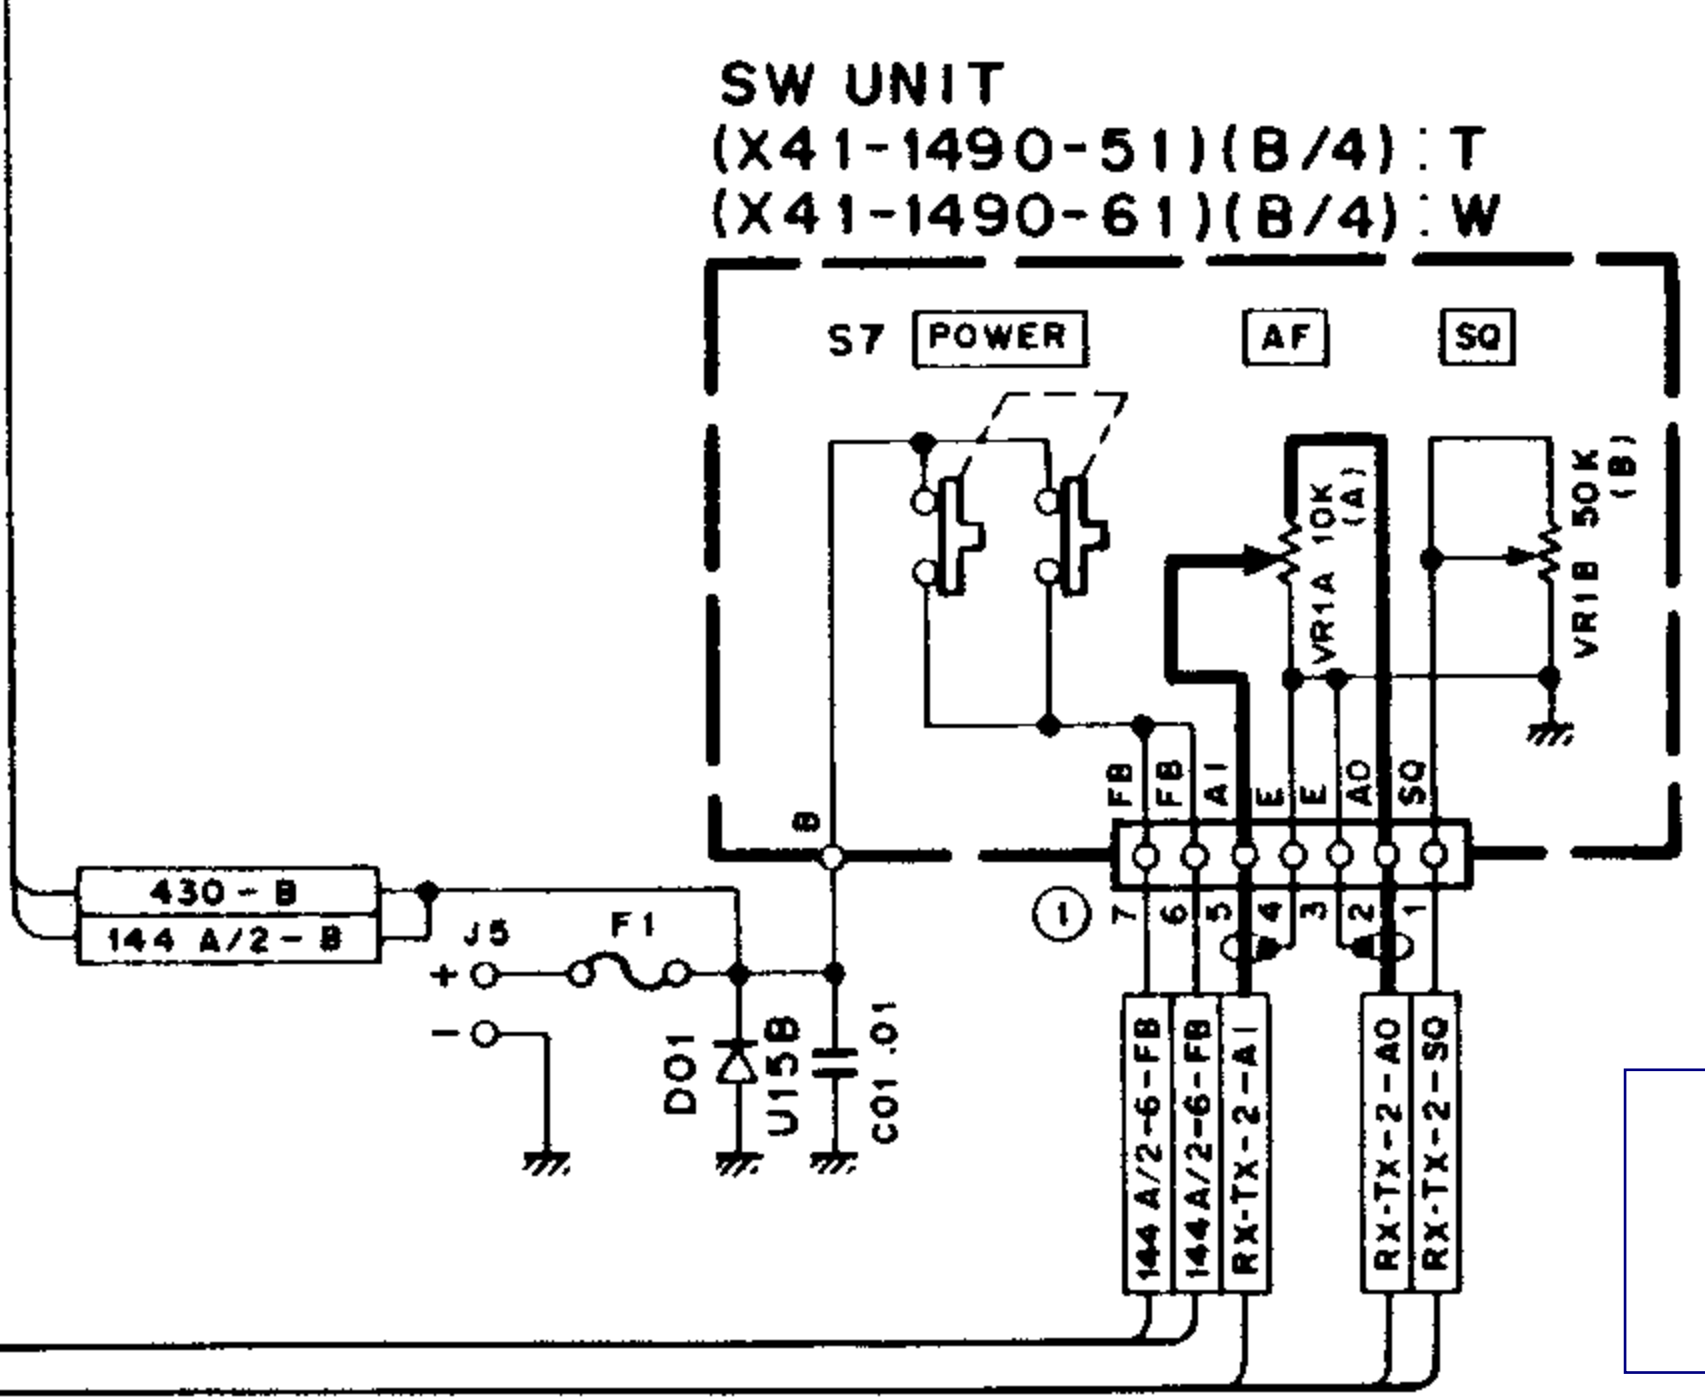 SW UNIT
(X41-1490-51)(B/4):T
(X41-1490-61)(B/4):W
S7 POWER AF SQ
VR1A 10K
(A)
VR1B 50K
(B)
B
FB
FB
AI
E
E
AO
SQ
1
7
6
5
4
3
2
1
430-B
144 A/2-B
J5
F1
+
-
D01
U15B
C01 .01
144 A/2-6-FB
144 A/2-6-FB
RX-TX-2-AI
RX-TX-2-AO
RX-TX-2-SQ